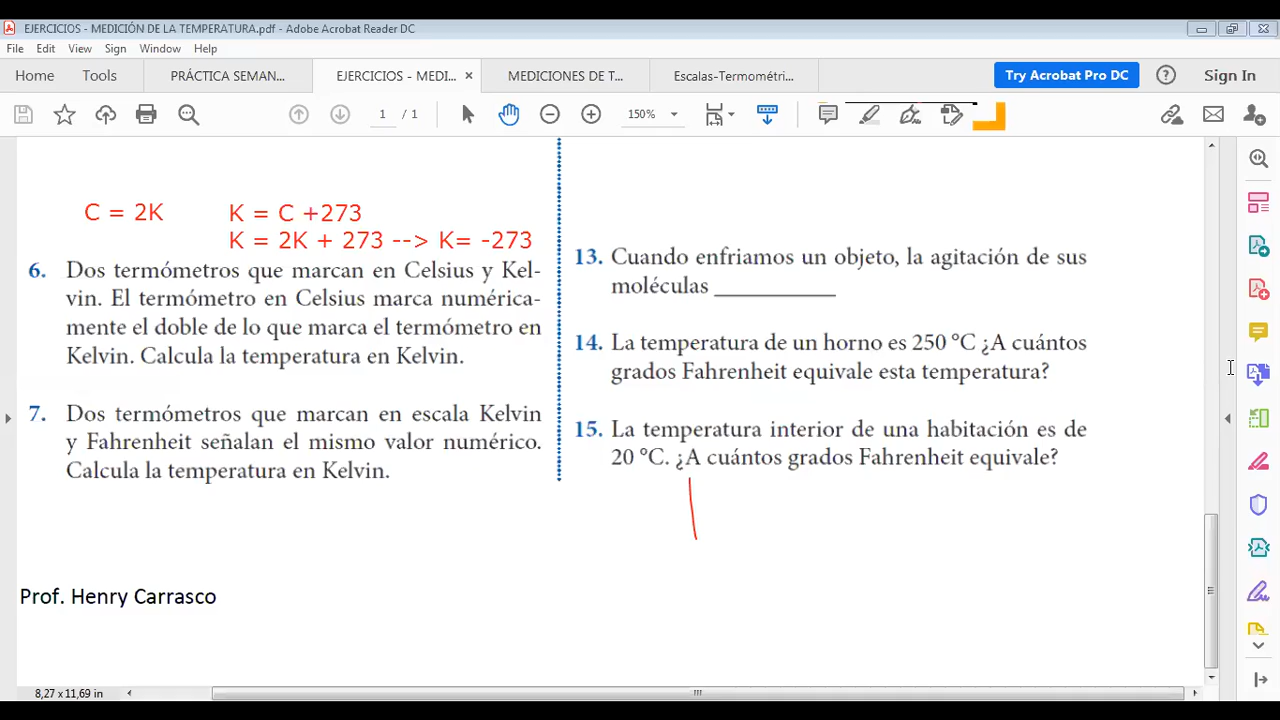 EJERCICIOS - MEDICIÓN DE LA TEMPERATURA.pdf - Adobe Acrobat Reader DC
File Edit View Sign Window Help
Home Tools PRÁCTICA SEMAN... EJERCICIOS - MEDI... × MEDICIONES DE T... Escalas-Termométri... Try Acrobat Pro DC Sign In
1 / 1 150%
C = 2K K = C +273
K = 2K + 273 --> K= -273
6. Dos termómetros que marcan en Celsius y Kel-
vin. El termómetro en Celsius marca numérica-
mente el doble de lo que marca el termómetro en
Kelvin. Calcula la temperatura en Kelvin.
7. Dos termómetros que marcan en escala Kelvin
y Fahrenheit señalan el mismo valor numérico.
Calcula la temperatura en Kelvin.
13. Cuando enfriamos un objeto, la agitación de sus
moléculas ___________
14. La temperatura de un horno es 250 °C ¿A cuántos
grados Fahrenheit equivale esta temperatura?
15. La temperatura interior de una habitación es de
20 °C. ¿A cuántos grados Fahrenheit equivale?
Prof. Henry Carrasco
8,27 x 11,69 in